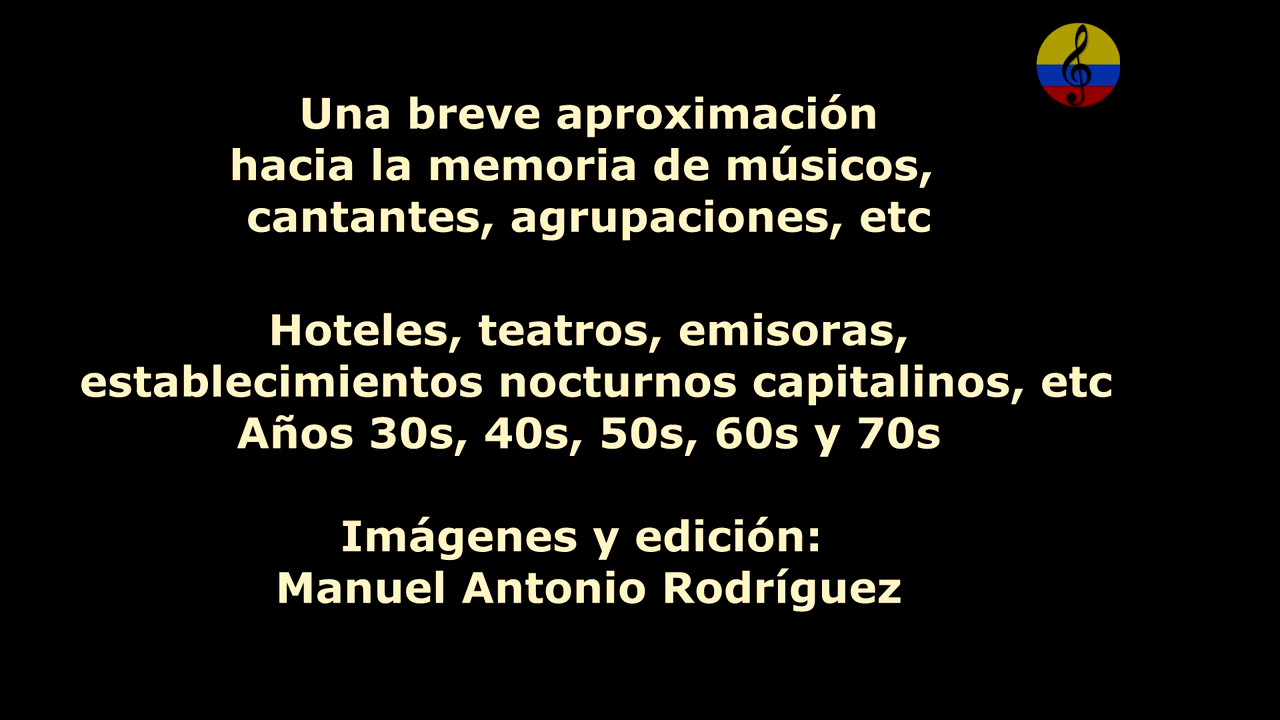 Una breve aproximación
hacia la memoria de músicos,
cantantes, agrupaciones, etc
Hoteles, teatros, emisoras,
establecimientos nocturnos capitalinos, etc
Años 30s, 40s, 50s, 60s y 70s
Imágenes y edición:
Manuel Antonio Rodríguez